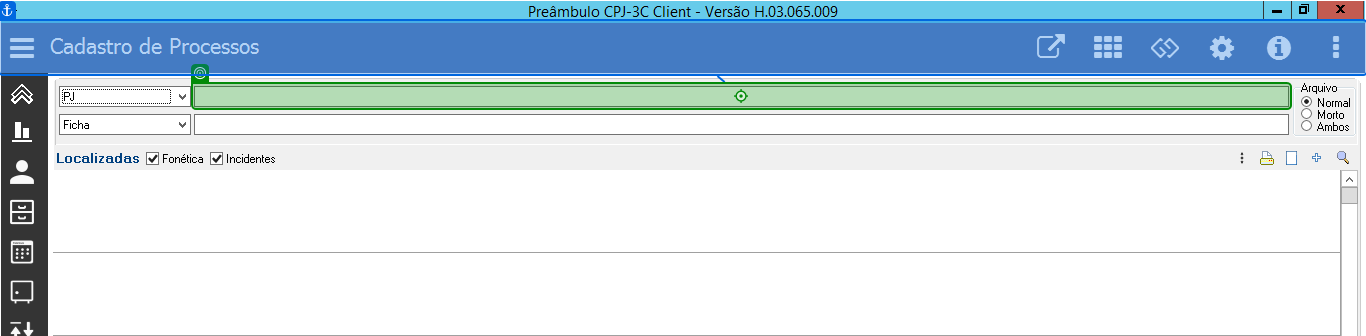 Preâmbulo CPJ-3C Client - Versão H.03.065.009
Cadastro de Processos
PJ
Arquivo
Normal
Morto
Ambos
Ficha
Localizadas Fonética Incidentes